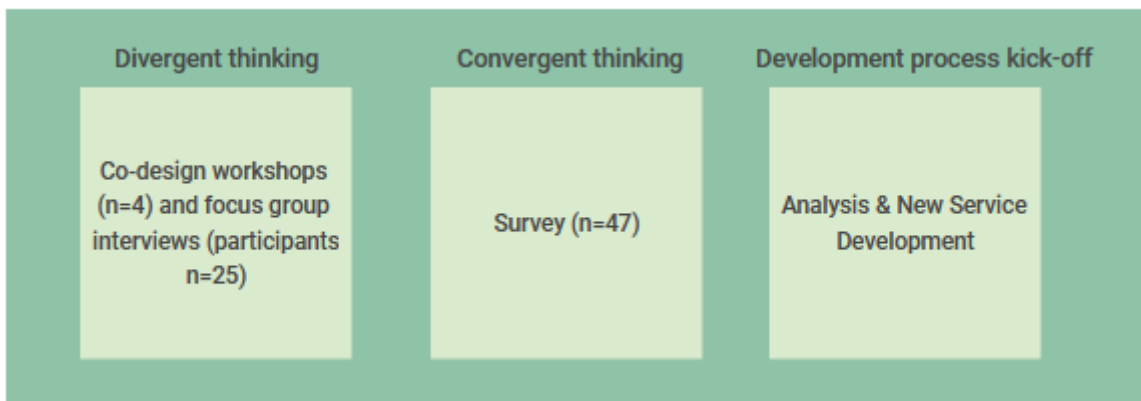 Divergent thinking
Convergent thinking
Development process kick-off
Co-design workshops
(n=4) and focus group
interviews (participants
n=25)
Survey (n=47)
Analysis & New Service
Development